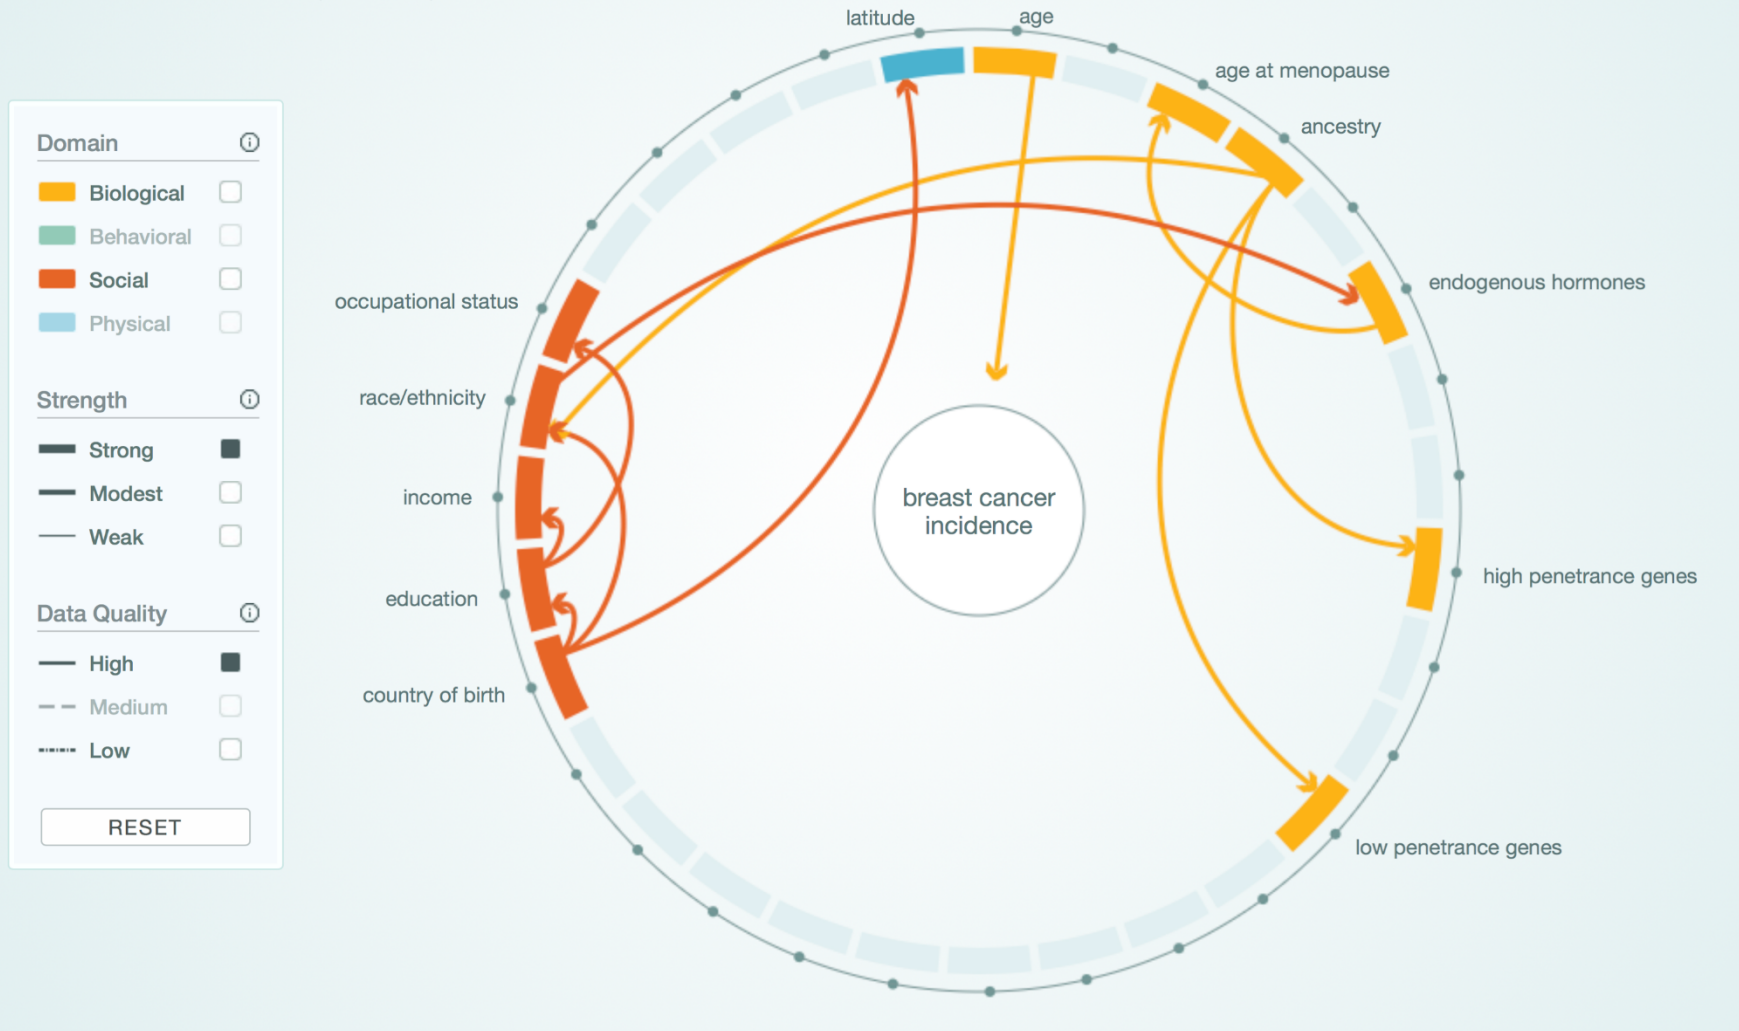 Domain
Biological
Behavioral
Social
Physical
Strength
Strong
Modest
Weak
Data Quality
High
Medium
Low
RESET
latitude
age
age at menopause
ancestry
endogenous hormones
high penetrance genes
low penetrance genes
occupational status
race/ethnicity
income
education
country of birth
breast cancer
incidence